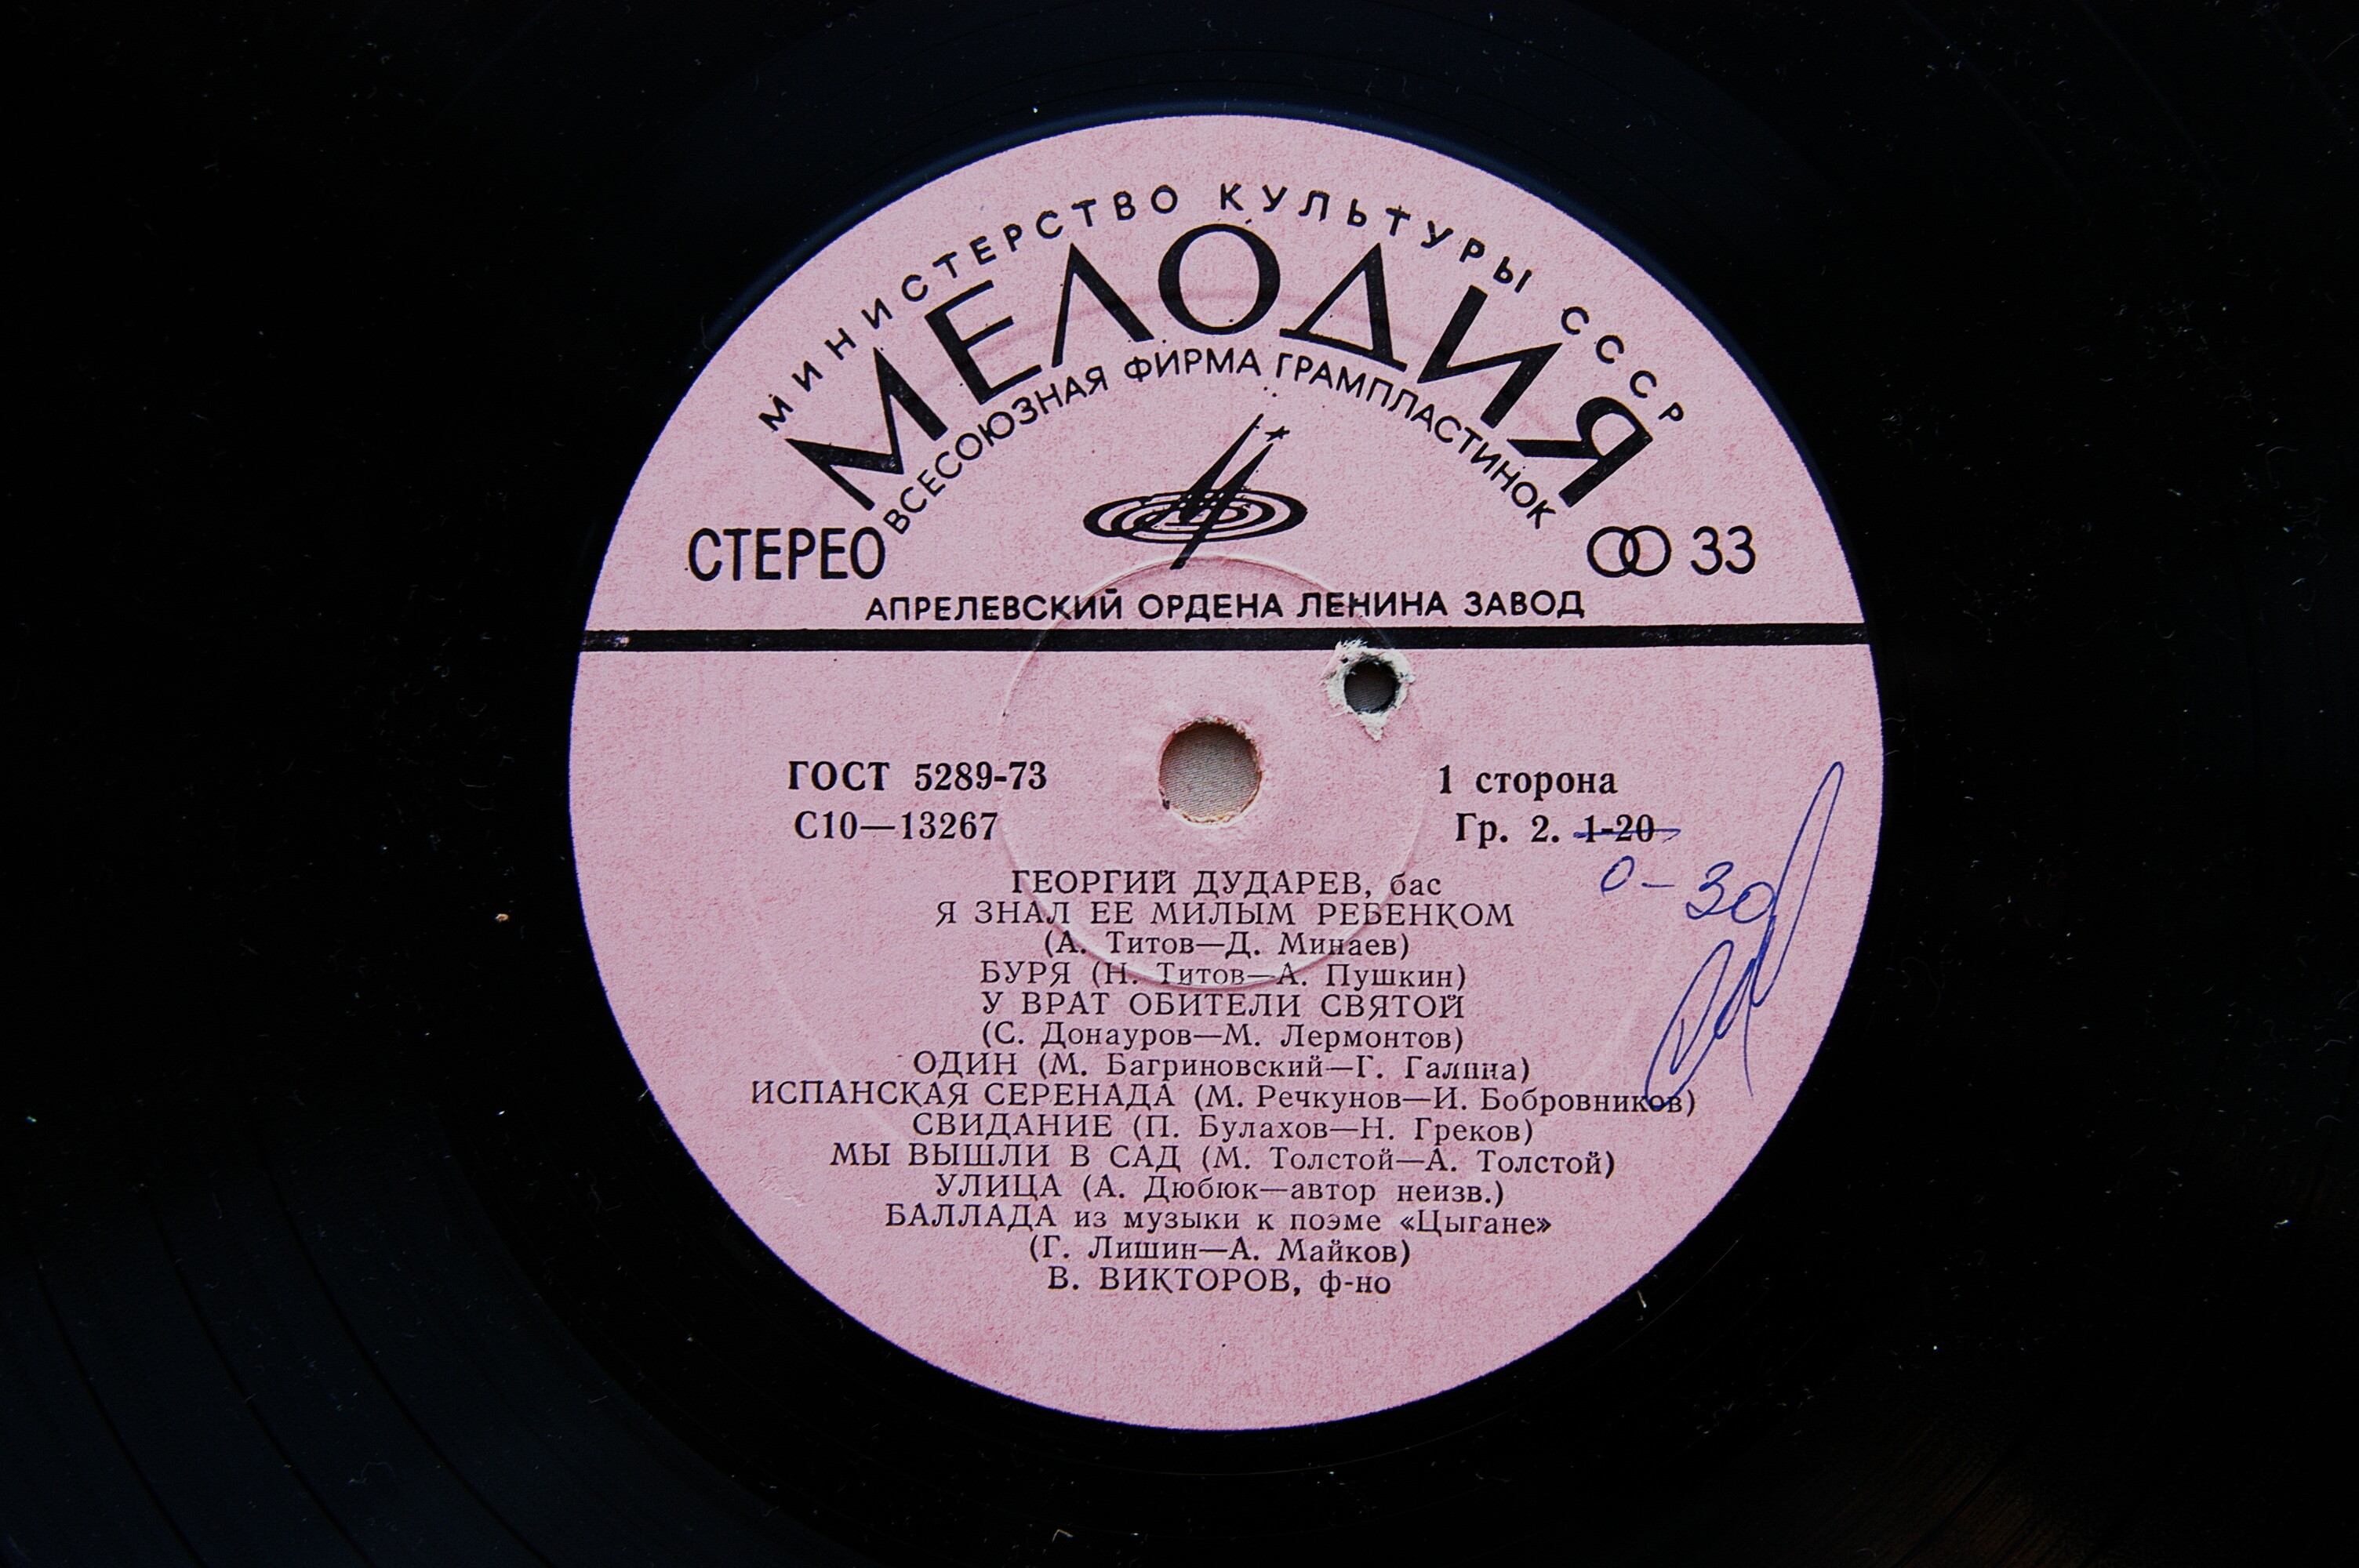 МИНИСТЕРСТВО КУЛЬТУРЫ СССР
МЕЛОДИЯ
ВСЕСОЮЗНАЯ ФИРМА ГРАМПЛАСТИНОК
СТЕРЕО 33
АПРЕЛЕВСКИЙ ОРДЕНА ЛЕНИНА ЗАВОД
ГОСТ 5289-73 1 сторона
С10—13267 Гр. 2. 1-20
0-30
ГЕОРГИЙ ДУДАРЕВ, бас
Я ЗНАЛ ЕЕ МИЛЫМ РЕБЕНКОМ
(А. Титов—Д. Минаев)
БУРЯ (Н. Титов—А. Пушкин)
У ВРАТ ОБИТЕЛИ СВЯТОЙ
(С. Донауров—М. Лермонтов)
ОДИН (М. Багриновский—Г. Галина)
ИСПАНСКАЯ СЕРЕНАДА (М. Речкунов—И. Бобровников)
СВИДАНИЕ (П. Булахов—Н. Греков)
МЫ ВЫШЛИ В САД (М. Толстой—А. Толстой)
УЛИЦА (А. Дюбюк—автор неизв.)
БАЛЛАДА из музыки к поэме «Цыгане»
(Г. Лишин—А. Майков)
В. ВИКТОРОВ, ф-но